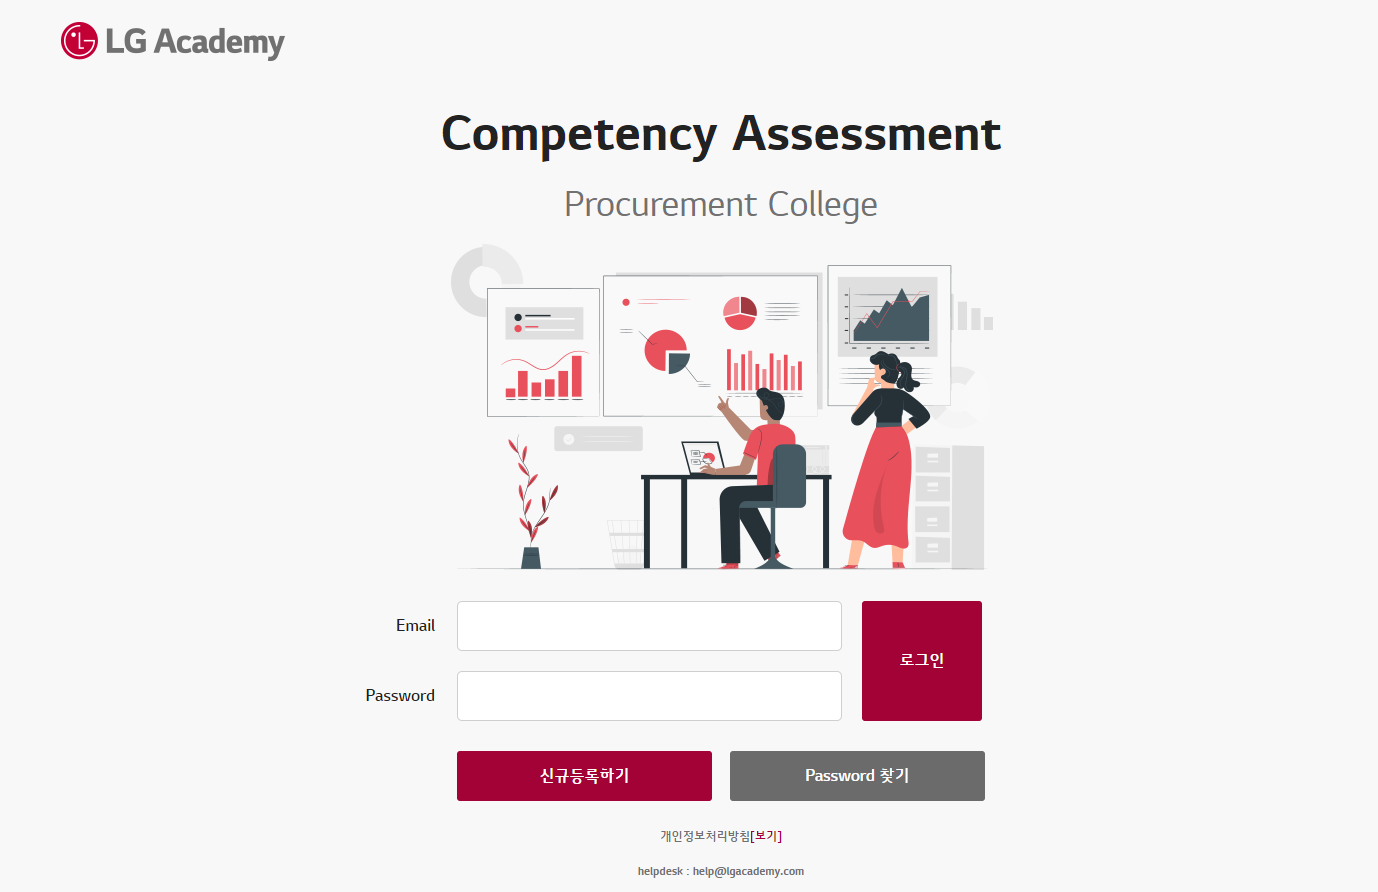 LG Academy
Competency Assessment
Procurement College
Email
로그인
Password
신규등록하기
Password 찾기
개인정보처리방침[보기]
helpdesk : help@lgacademy.com